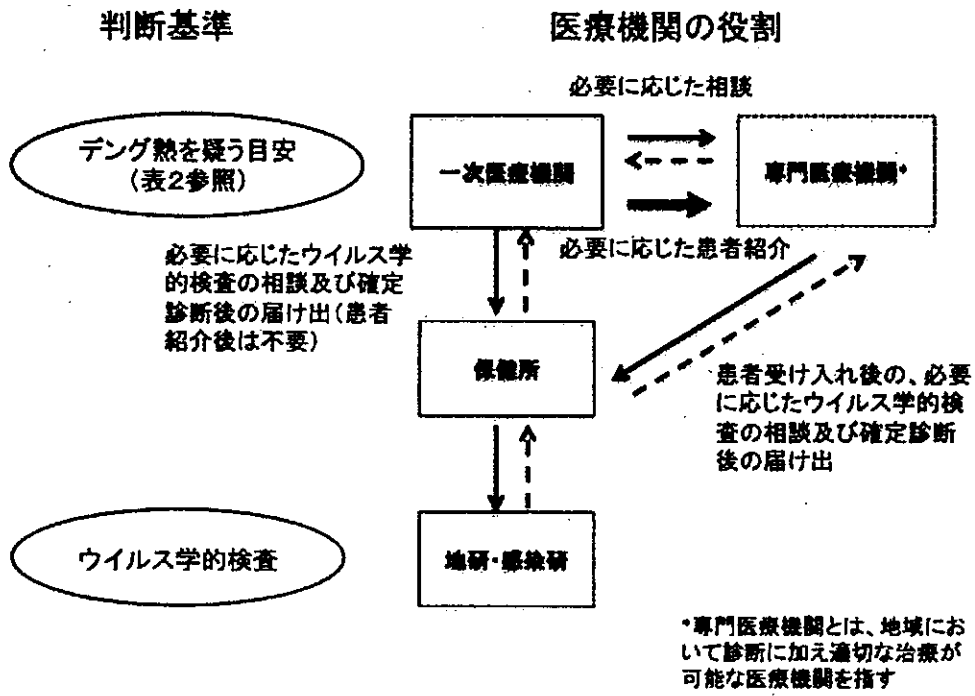 判断基準
医療機関の役割
必要に応じた相談
デング熱を疑う目安
(表2参照)
一次医療機関
専門医療機関*
必要に応じた患者紹介
必要に応じたウイルス学
的検査の相談及び確定
診断後の届け出(患者
紹介後は不要)
保健所
患者受け入れ後の、必要
に応じたウイルス学的検
査の相談及び確定診断
後の届け出
ウイルス学的検査
地研・感染研
*専門医療機関とは、地域にお
いて診断に加え適切な治療が
可能な医療機関を指す